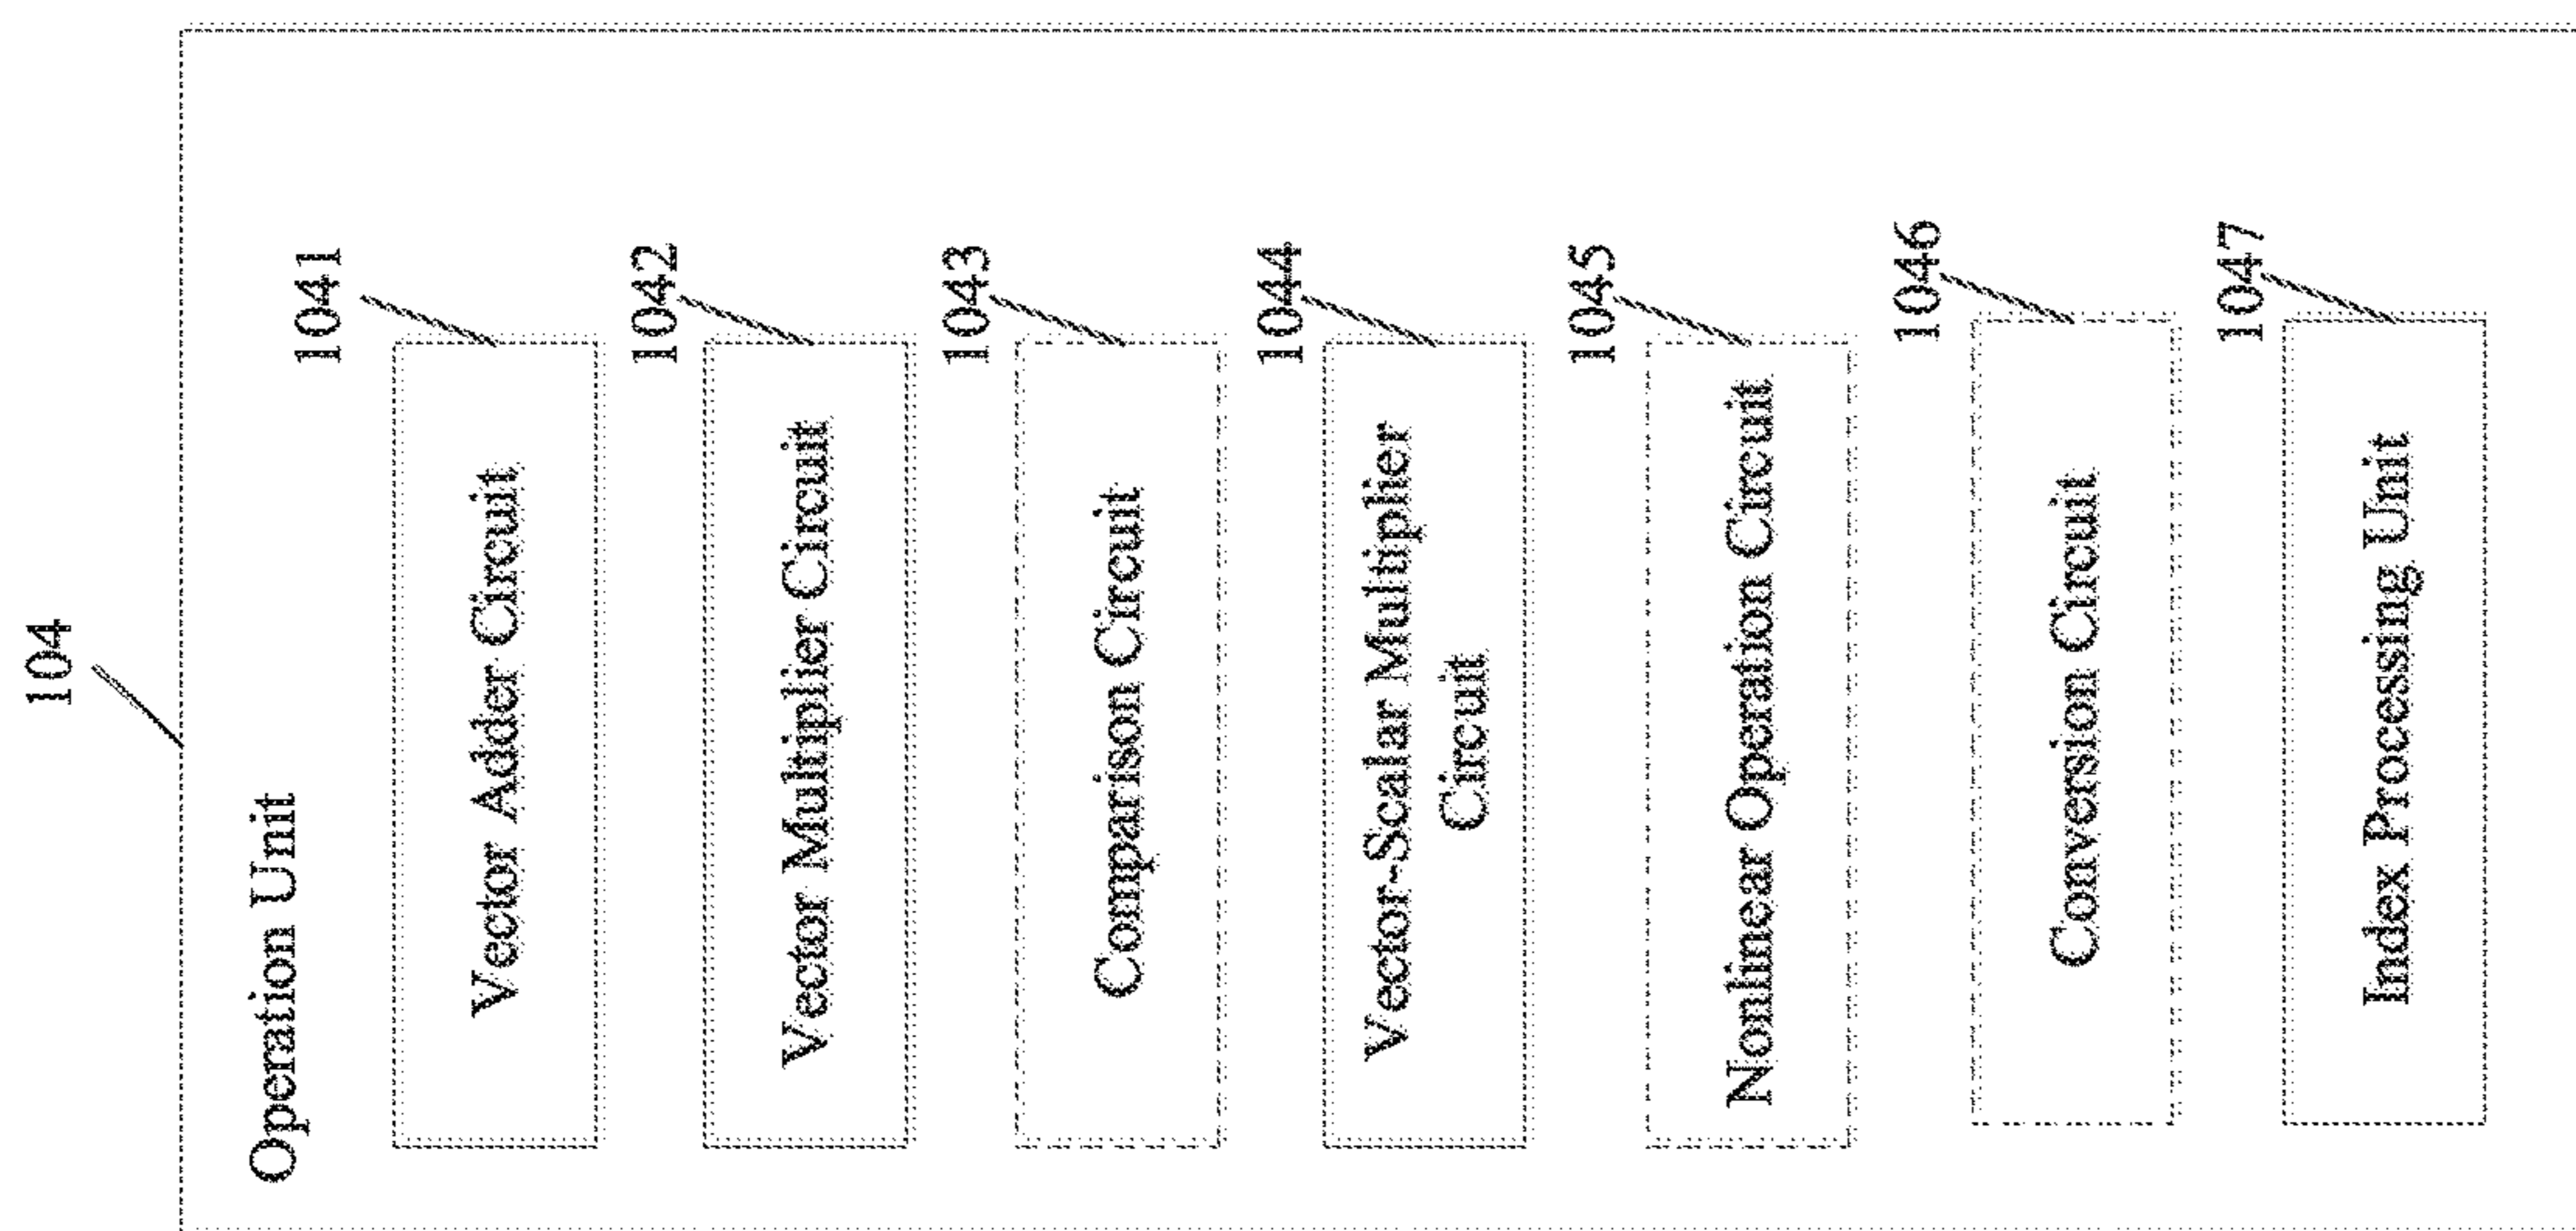 104
Operation Unit
1041
Vector Adder Circuit
1042
Vector Multiplier Circuit
1043
Comparison Circuit
1044
Vector-Scalar Multiplier
Circuit
1045
Nonlinear Operation Circuit
1046
Conversion Circuit
1047
Index Processing Unit